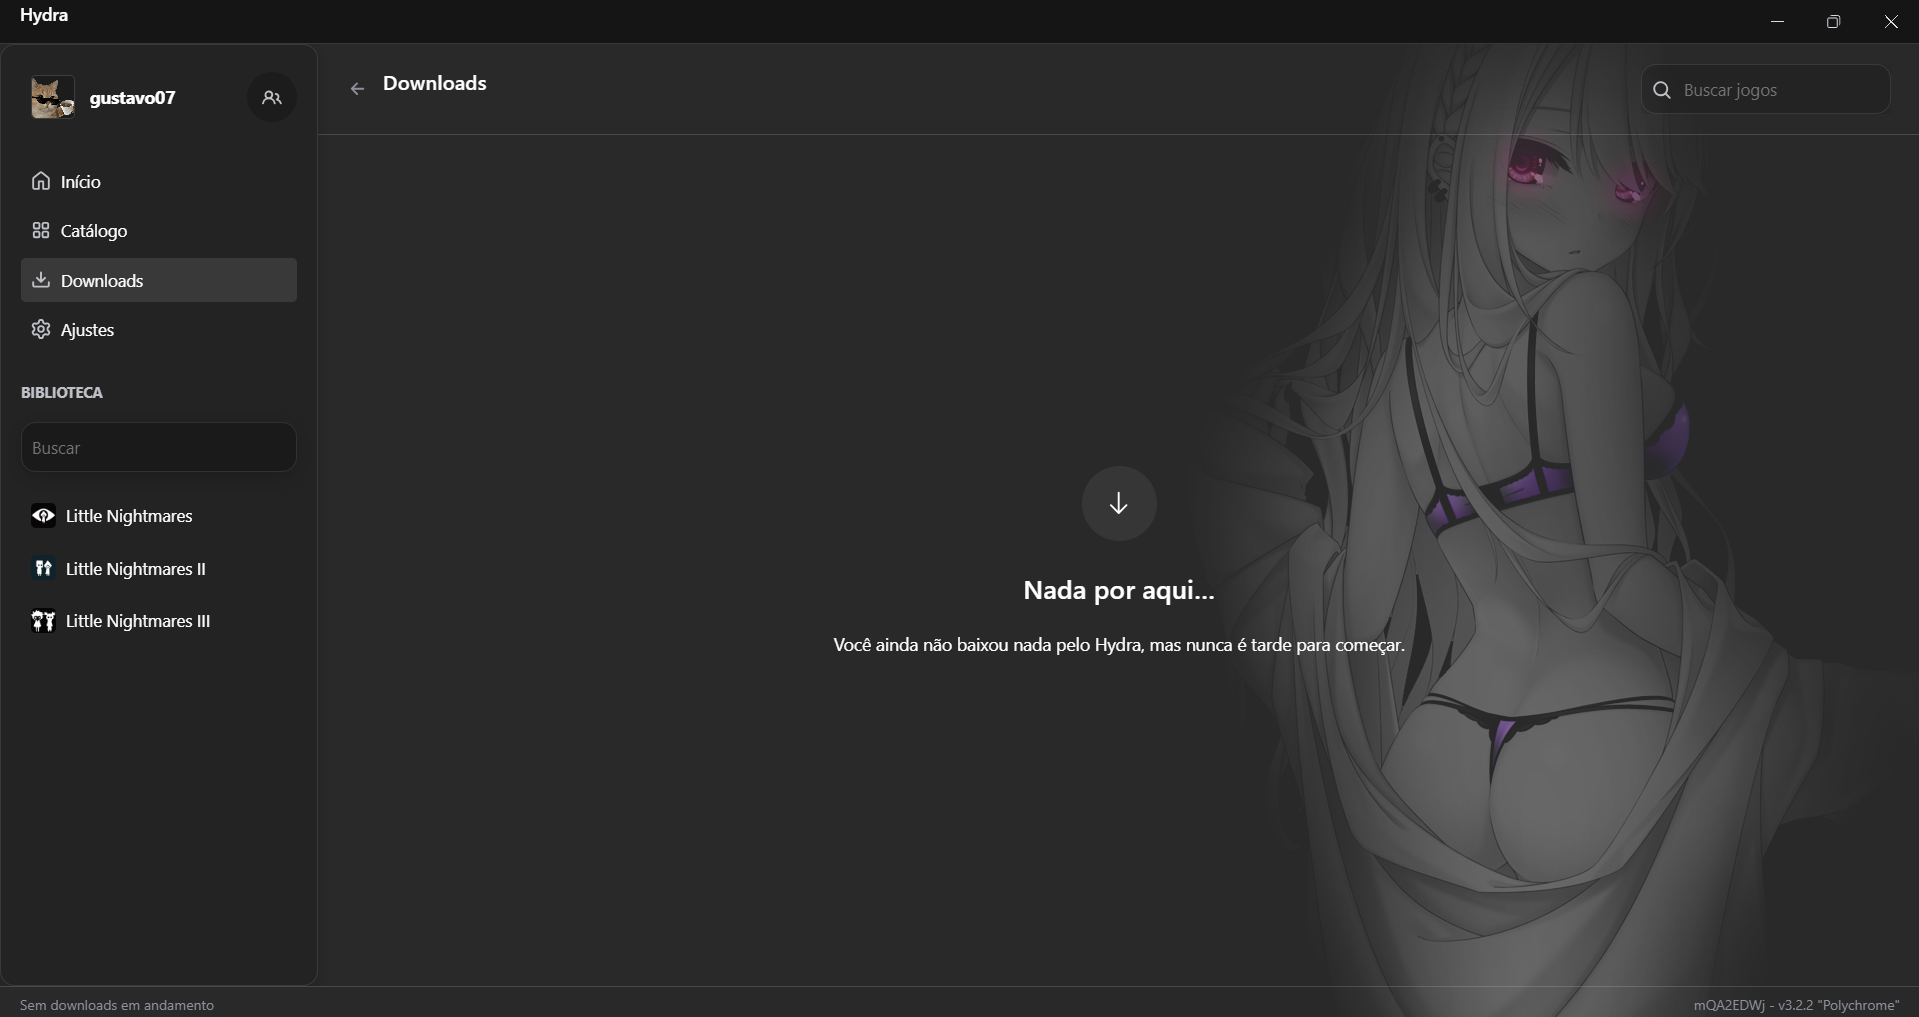 Hydra
gustavo07
Início
Catálogo
Downloads
Ajustes
BIBLIOTECA
Buscar
Little Nightmares
Little Nightmares II
Little Nightmares III
Downloads
Buscar jogos
Nada por aqui...
Você ainda não baixou nada pelo Hydra, mas nunca é tarde para começar.
Sem downloads em andamento
mQA2EDWj - v3.2.2 "Polychrome"